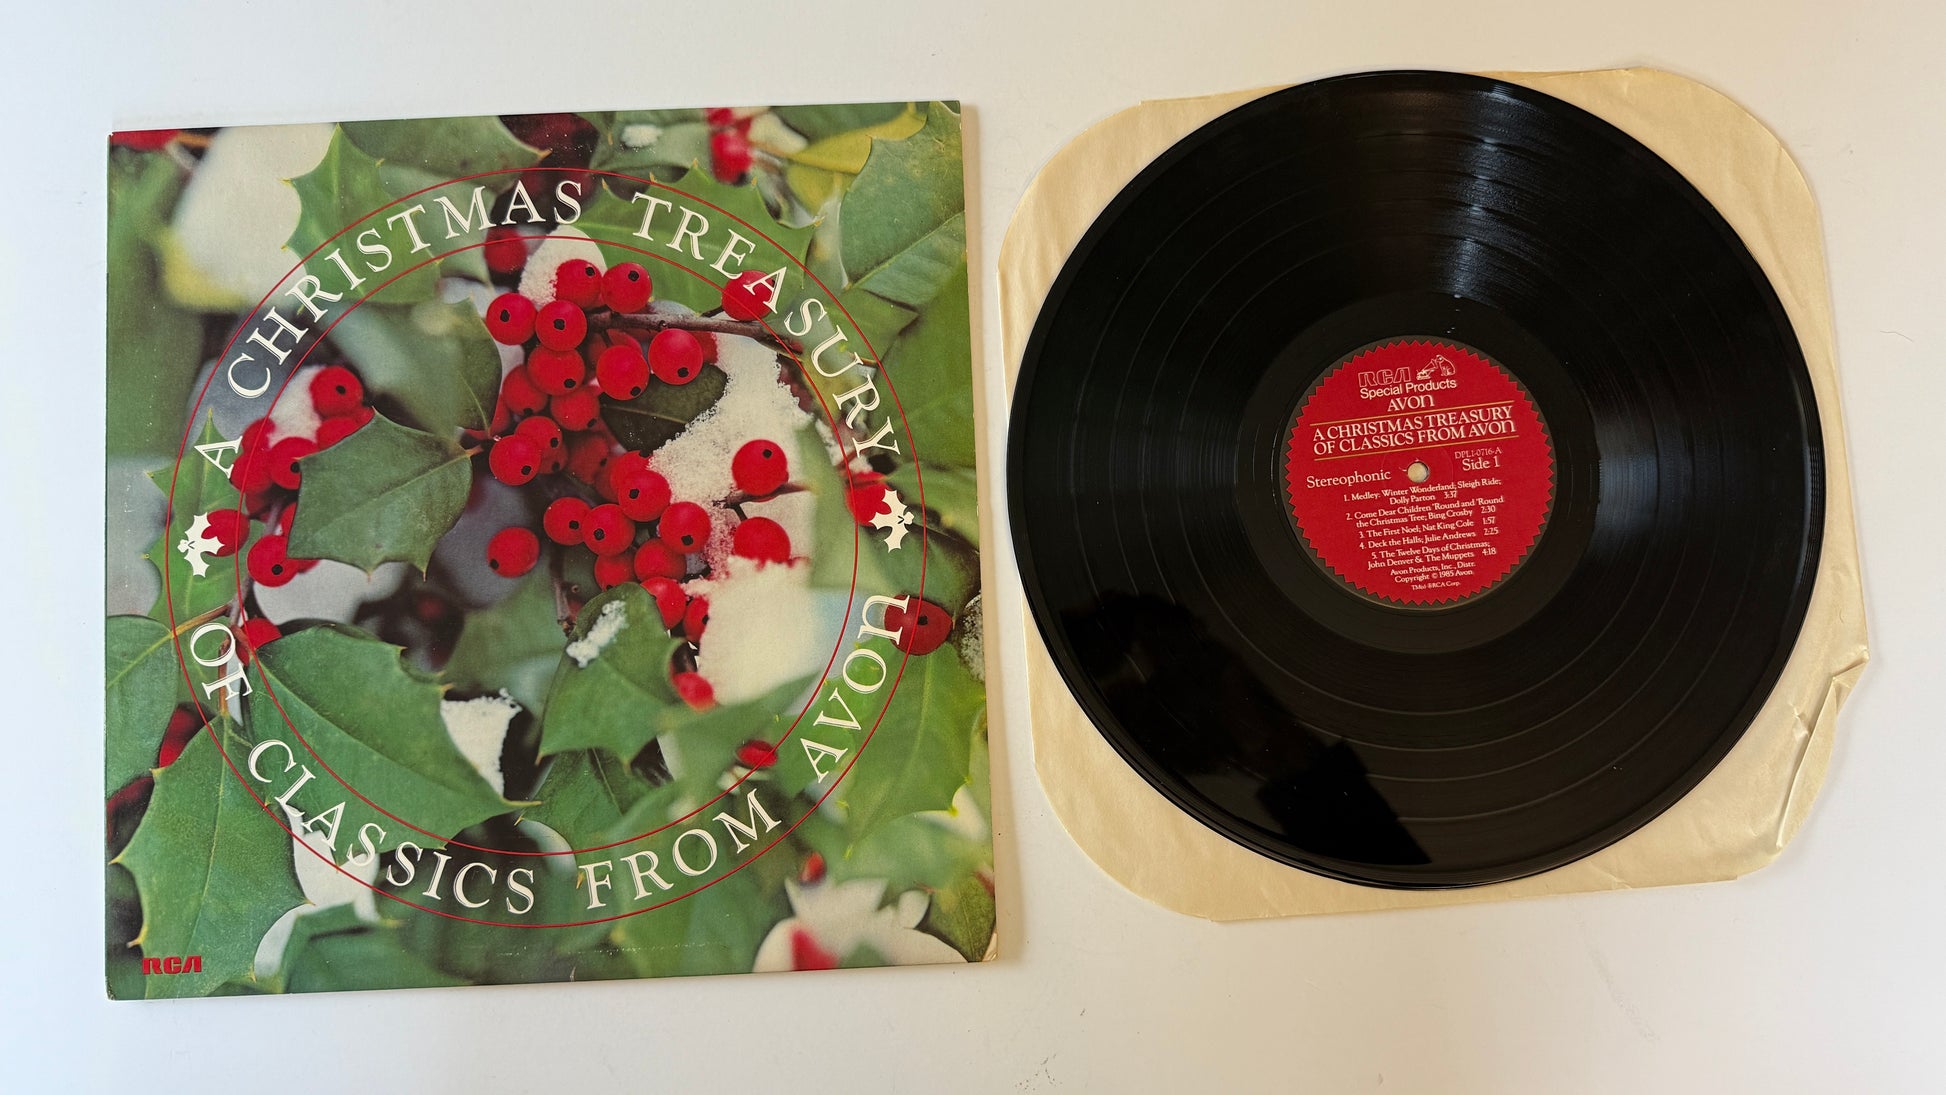 A CHRISTMAS TREASURY
OF CLASSICS FROM AVON
RCA
RCA
Special Products
AVON
A CHRISTMAS TREASURY
OF CLASSICS FROM AVON
DPL1-0716-A
Stereophonic
Side 1
1. Medley: Winter Wonderland; Sleigh Ride;
Dolly Parton 3:37
2. Come Dear Children 'Round and 'Round
the Christmas Tree; Bing Crosby 2:30
3. The First Noel; Nat King Cole 1:57
4. Deck the Halls; Julie Andrews 2:25
5. The Twelve Days of Christmas;
John Denver & The Muppets 4:18
Avon Products, Inc., Distr.
Copyright © 1985 Avon.
TM(s) ® RCA Corp.